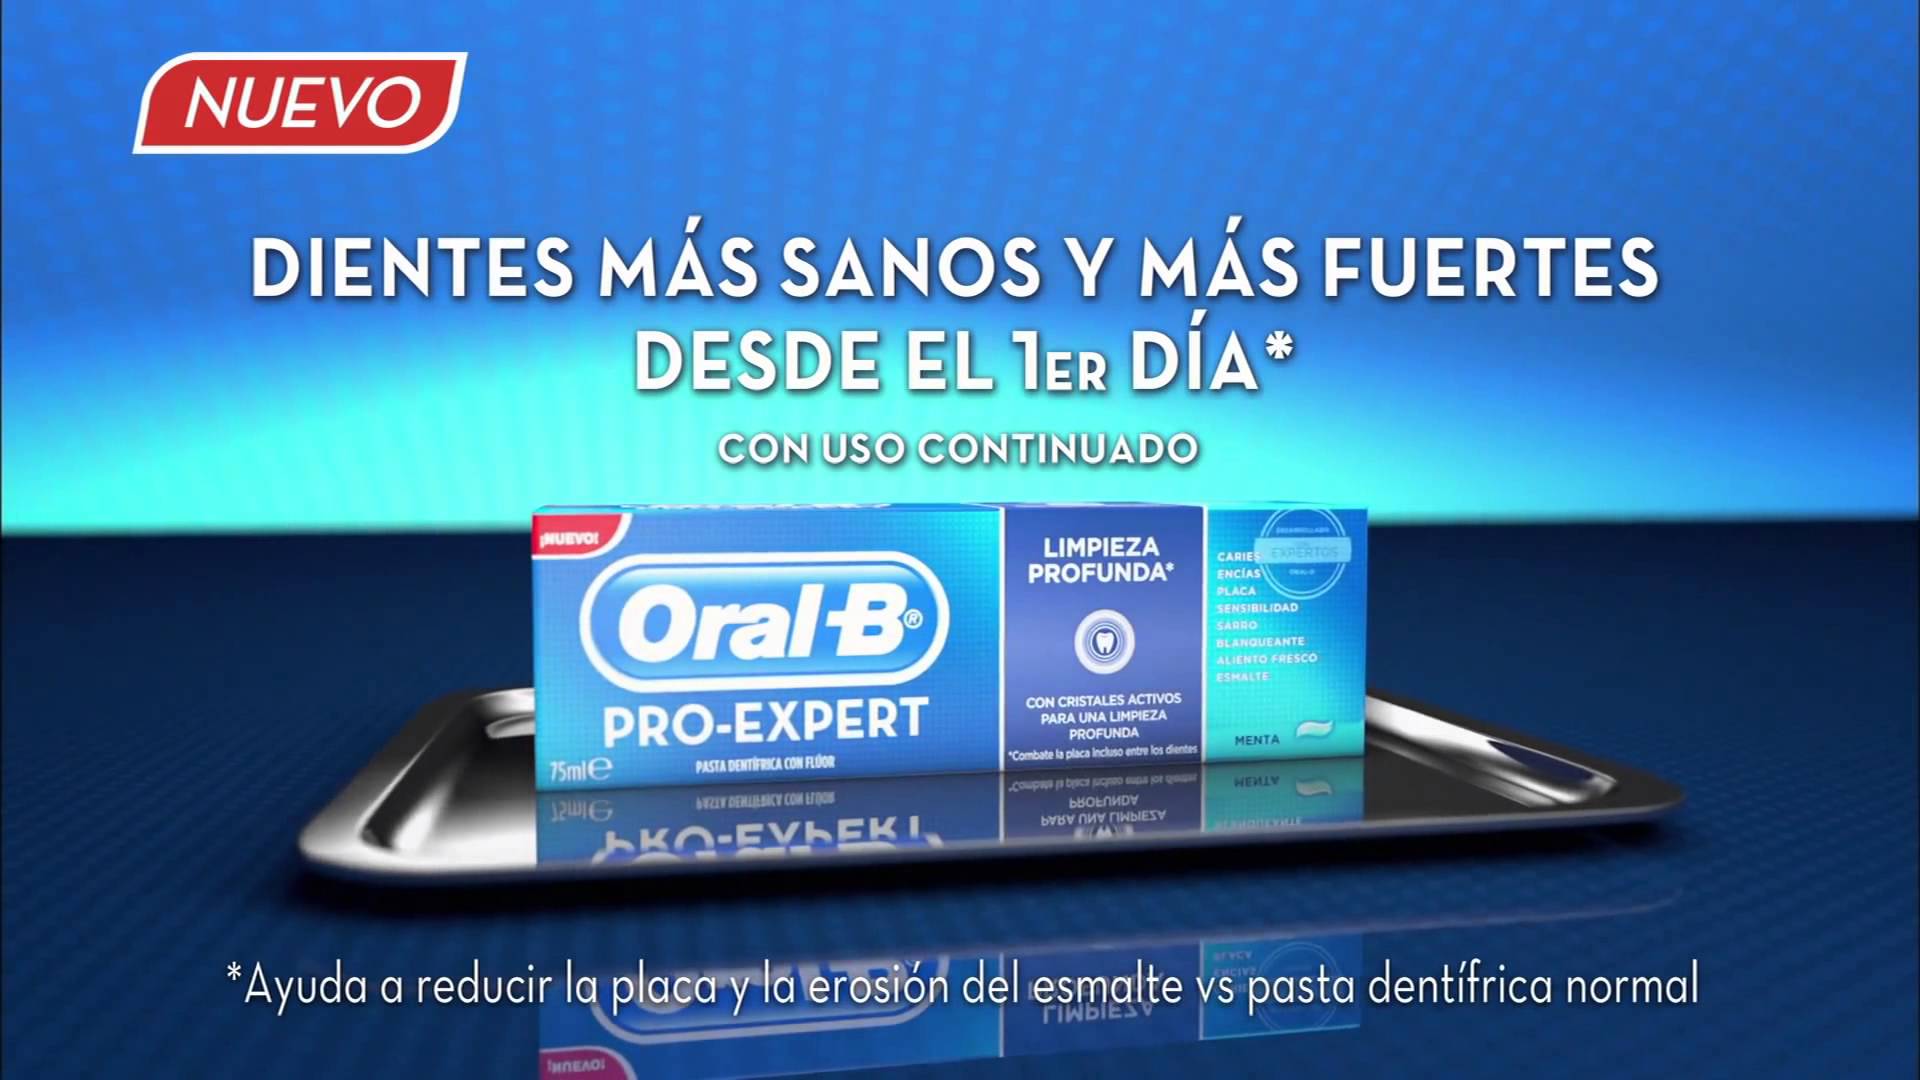 NUEVO
DIENTES MÁS SANOS Y MÁS FUERTES
DESDE EL 1ER DÍA*
CON USO CONTINUADO
¡NUEVO!
Oral-B®
PRO-EXPERT
75ml e
PASTA DENTÍFRICA CON FLÚOR
LIMPIEZA
PROFUNDA*
CON CRISTALES ACTIVOS
PARA UNA LIMPIEZA
PROFUNDA
*Combate la placa incluso entre los dientes
DESARROLLADO
EXPERTOS
ORAL-B
CARIES
ENCÍAS
PLACA
SENSIBILIDAD
SARRO
BLANQUEANTE
ALIENTO FRESCO
ESMALTE
MENTA
*Ayuda a reducir la placa y la erosión del esmalte vs pasta dentífrica normal